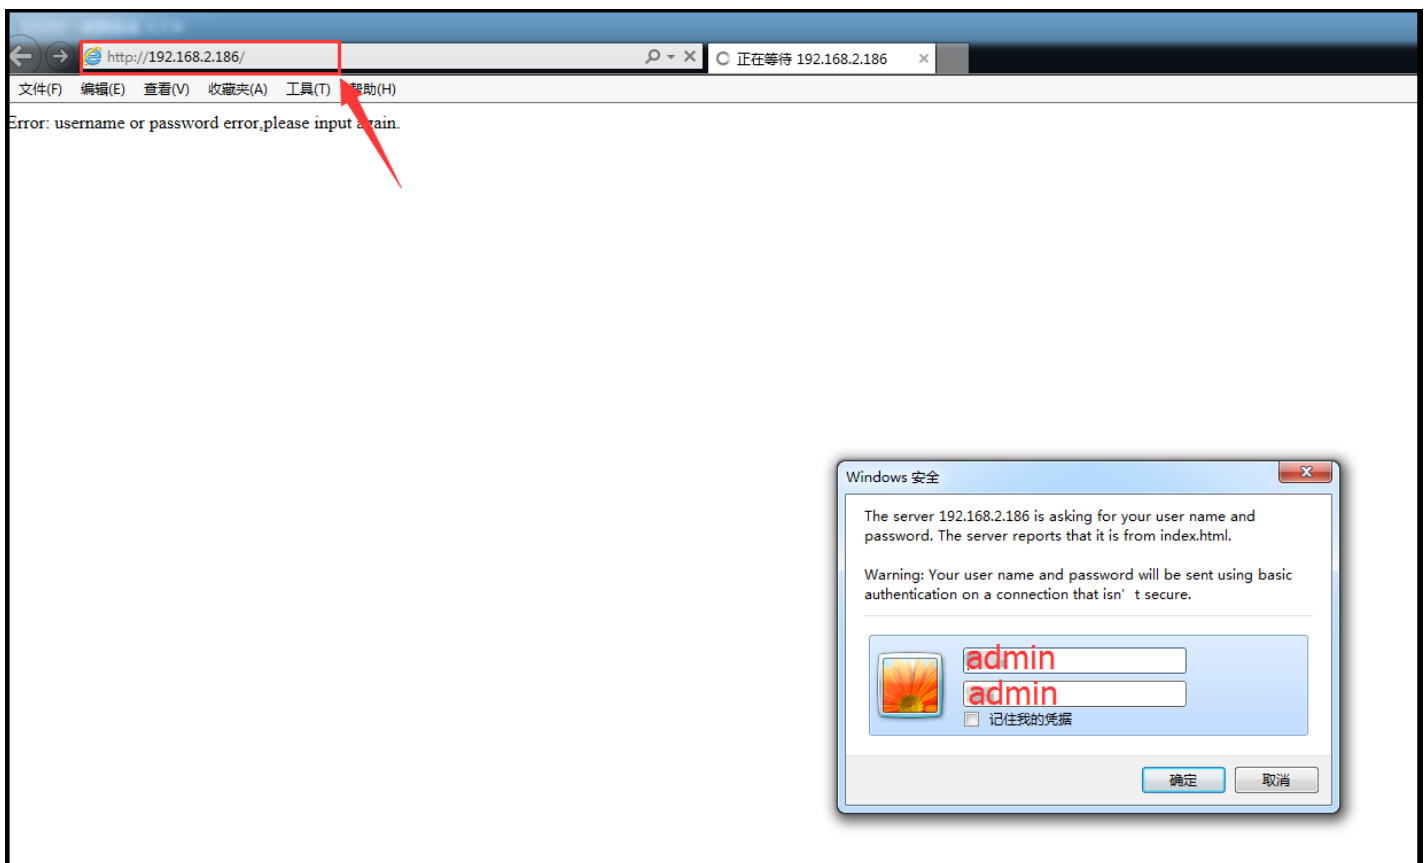 http://192.168.2.186/
正在等待 192.168.2.186
文件(F) 编辑(E) 查看(V) 收藏夹(A) 工具(T) 帮助(H)
Error: username or password error,please input again.
Windows 安全
The server 192.168.2.186 is asking for your user name and
password. The server reports that it is from index.html.
Warning: Your user name and password will be sent using basic
authentication on a connection that isn't secure.
admin
admin
记住我的凭据
确定 取消